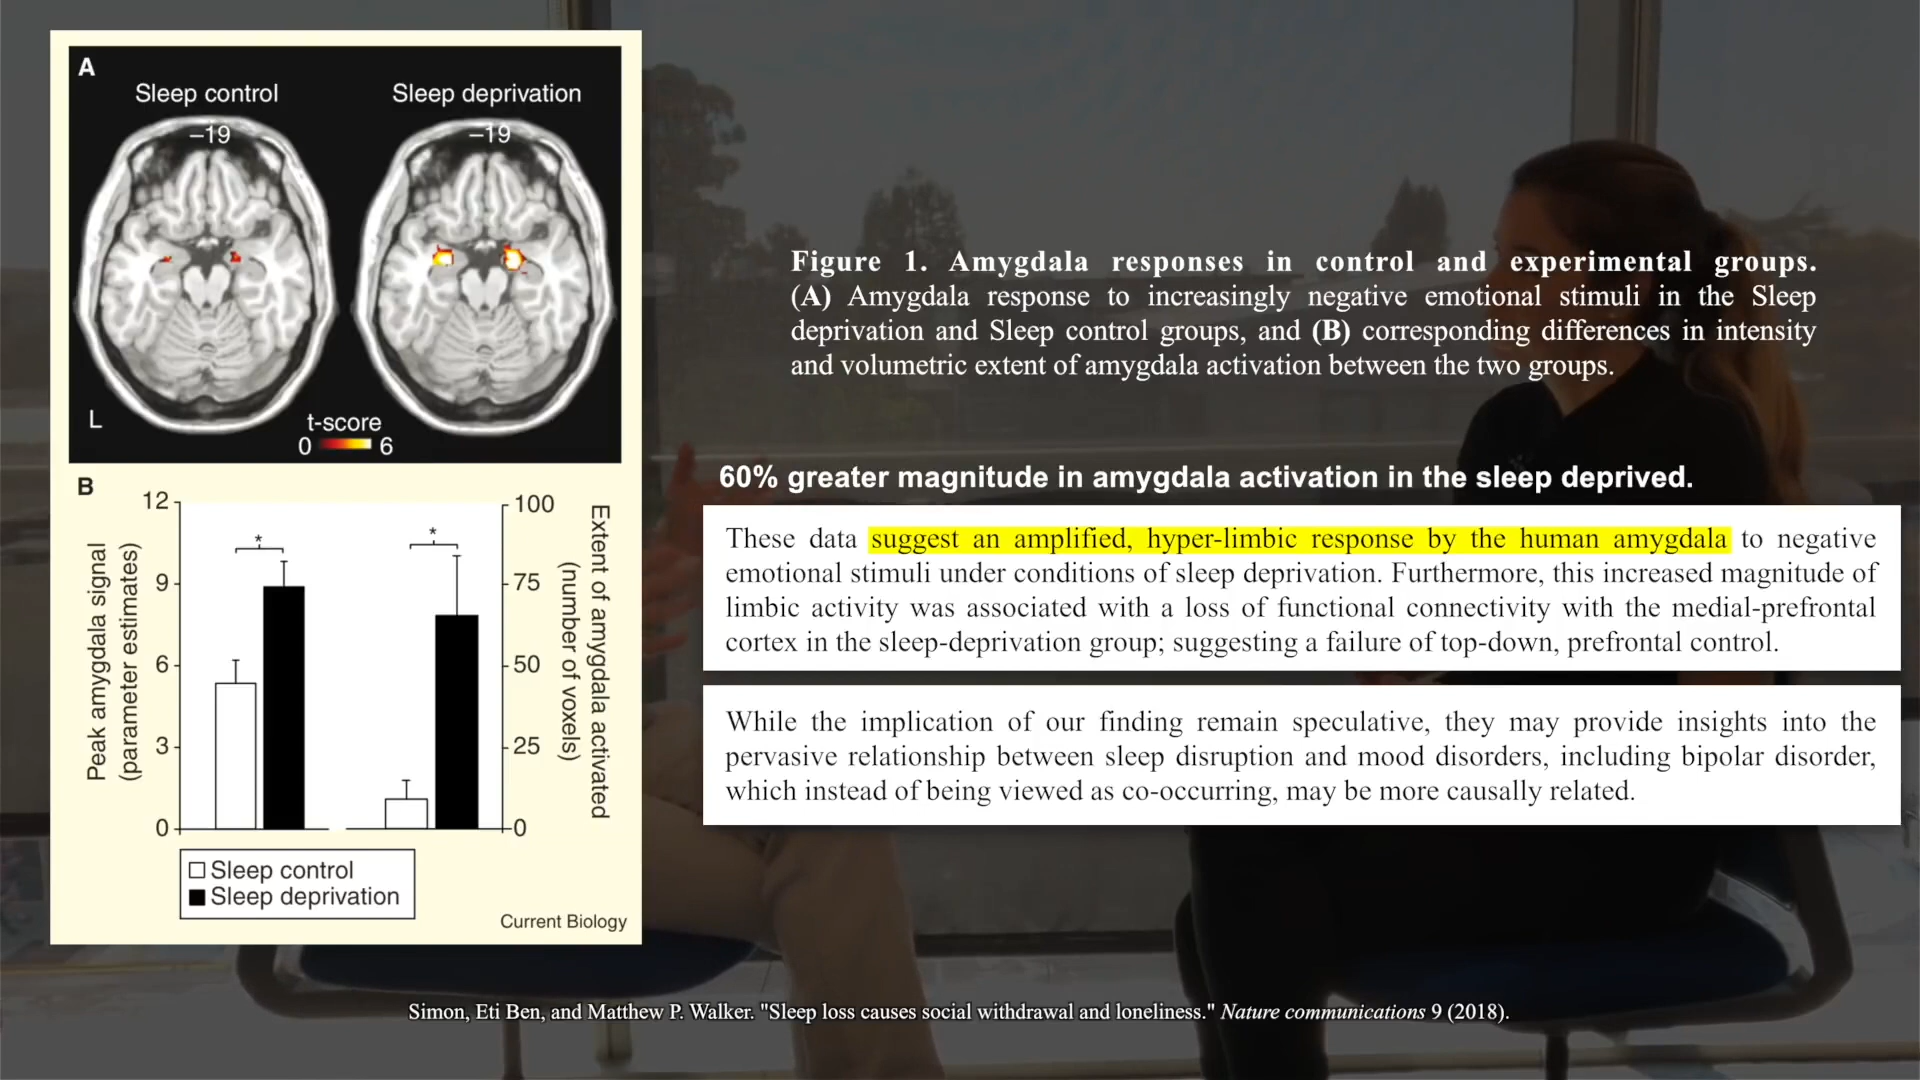 A
Sleep control
Sleep deprivation
–19
–19
L
t-score
0
6
B
12
9
6
3
0
Peak amygdala signal
(parameter estimates)
*
*
100
75
50
25
0
Extent of amygdala activated
(number of voxels)
Sleep control
Sleep deprivation
Current Biology
Figure 1. Amygdala responses in control and experimental groups.
(A) Amygdala response to increasingly negative emotional stimuli in the Sleep
deprivation and Sleep control groups, and (B) corresponding differences in intensity
and volumetric extent of amygdala activation between the two groups.
60% greater magnitude in amygdala activation in the sleep deprived.
These data suggest an amplified, hyper-limbic response by the human amygdala to negative
emotional stimuli under conditions of sleep deprivation. Furthermore, this increased magnitude of
limbic activity was associated with a loss of functional connectivity with the medial-prefrontal
cortex in the sleep-deprivation group; suggesting a failure of top-down, prefrontal control.
While the implication of our finding remain speculative, they may provide insights into the
pervasive relationship between sleep disruption and mood disorders, including bipolar disorder,
which instead of being viewed as co-occurring, may be more causally related.
Simon, Eti Ben, and Matthew P. Walker. "Sleep loss causes social withdrawal and loneliness." Nature communications 9 (2018).